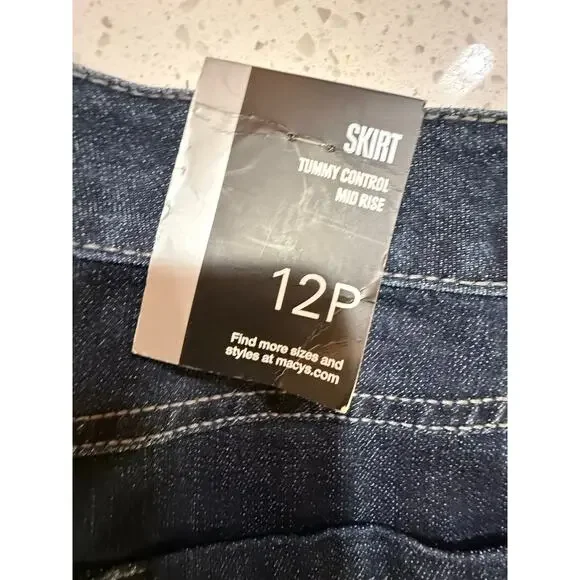 SKIRT
TUMMY CONTROL
MID RISE
12P
Find more sizes and
styles at macys.com